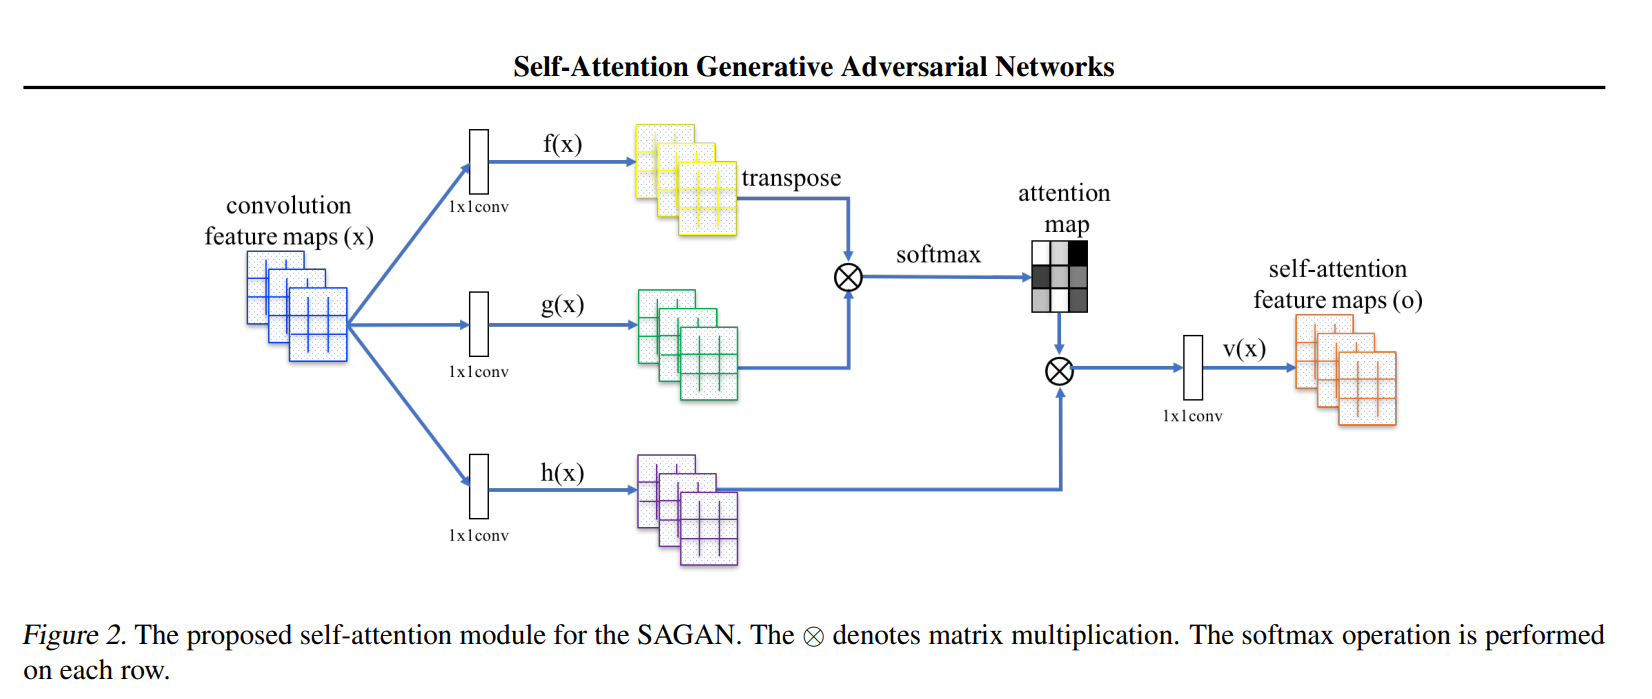 Self-Attention Generative Adversarial Networks
convolution
feature maps (x)
1x1conv
f(x)
transpose
1x1conv
g(x)
1x1conv
h(x)
softmax
attention
map
1x1conv
v(x)
self-attention
feature maps (o)
Figure 2. The proposed self-attention module for the SAGAN. The ⊗ denotes matrix multiplication. The softmax operation is performed
on each row.